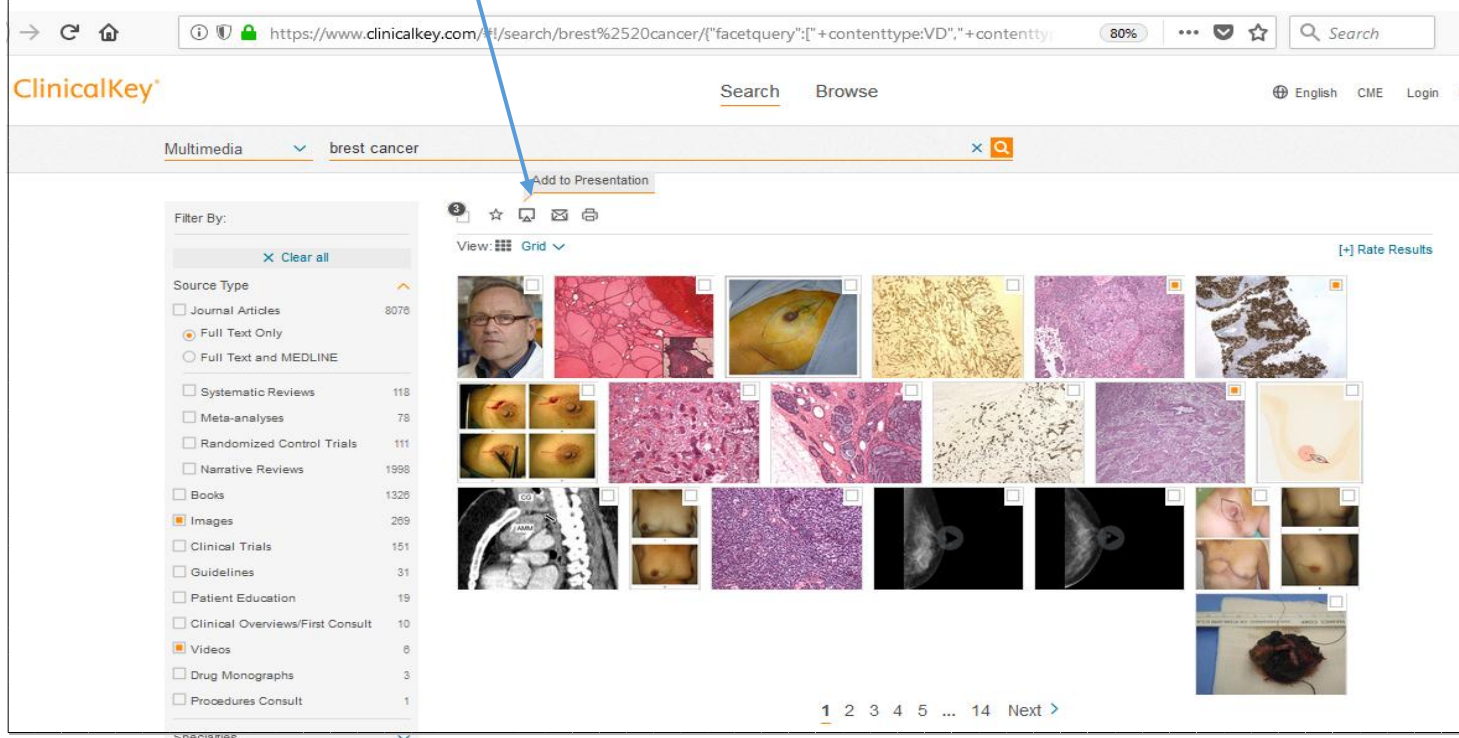 https://www.clinicalkey.com/#!/search/brest%2520cancer/{"facetquery":["+contenttype:VD","+contentty
80%
Search
ClinicalKey®
Search Browse
English CME Login
Multimedia brest cancer
Add to Presentation
3
View: Grid
[+] Rate Results
Filter By:
Clear all
Source Type
Journal Articles 8076
Full Text Only
Full Text and MEDLINE
Systematic Reviews 118
Meta-analyses 78
Randomized Control Trials 111
Narrative Reviews 1998
Books 1326
Images 269
Clinical Trials 151
Guidelines 31
Patient Education 19
Clinical Overviews/First Consult 10
Videos 6
Drug Monographs 3
Procedures Consult 1
Specialties
CG
AMM
1 2 3 4 5 ... 14 Next